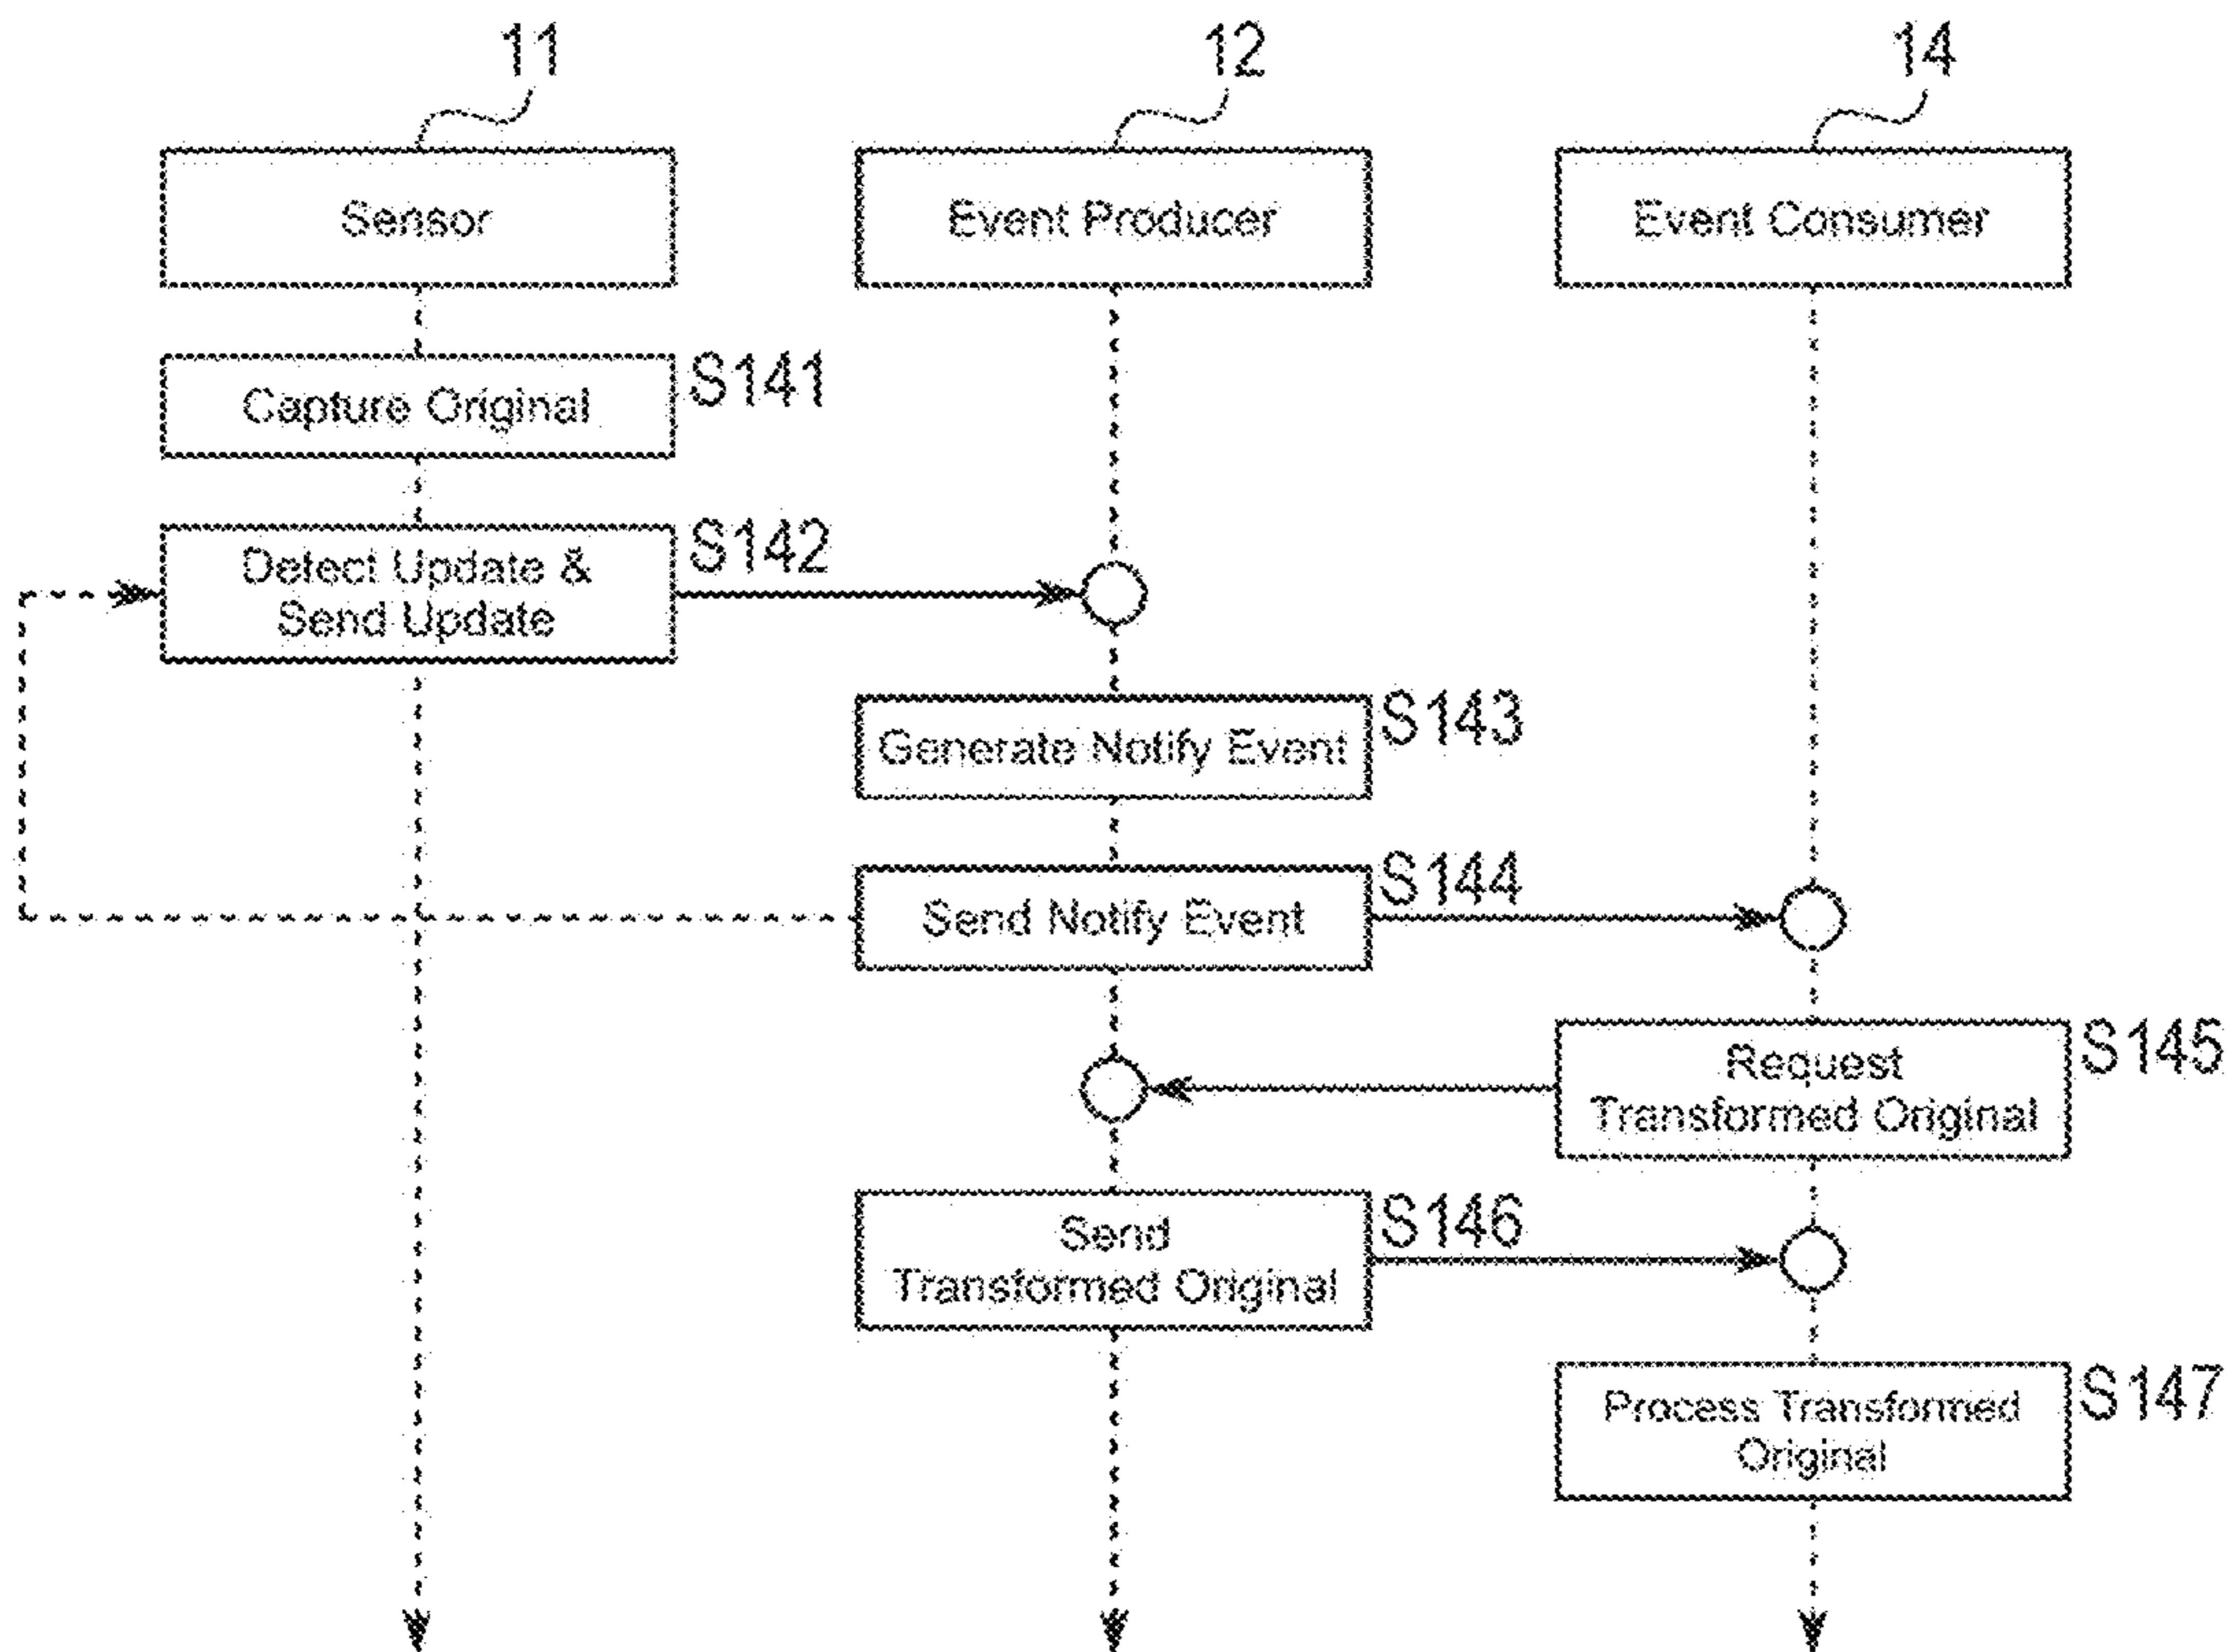 11
12
14
Sensor
Event Producer
Event Consumer
Capture Original
S141
Detect Update &
Send Update
S142
Generate Notify Event
S143
Send Notify Event
S144
Request
Transformed Original
S145
Send
Transformed Original
S146
Process Transformed
Original
S147